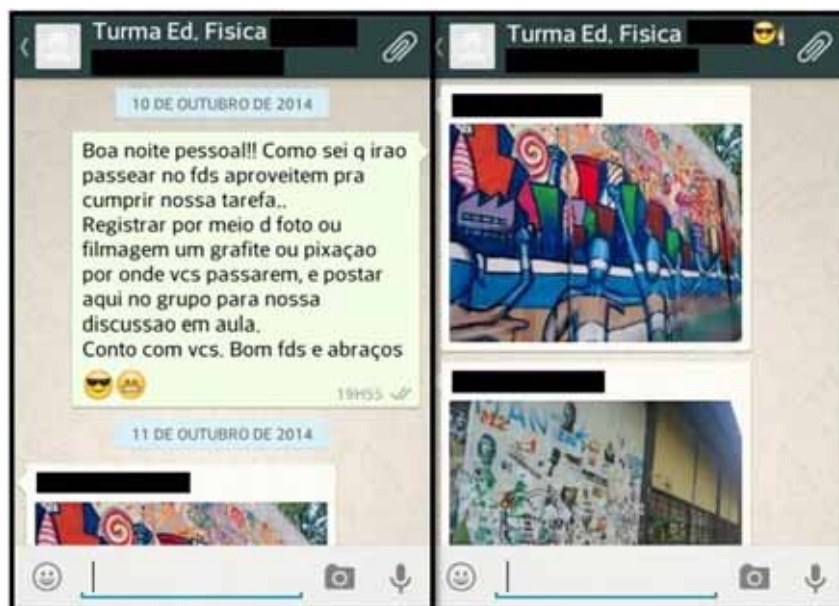 Turma Ed. Fisica
10 DE OUTUBRO DE 2014
Boa noite pessoal!! Como sei q irao
passear no fds aproveitem pra
cumprir nossa tarefa..
Registrar por meio d foto ou
filmagem um grafite ou pixaçao
por onde vcs passarem, e postar
aqui no grupo para nossa
discussao em aula.
Conto com vcs. Bom fds e abraços
😎😁
19H55
11 DE OUTUBRO DE 2014
Turma Ed. Fisica 😎